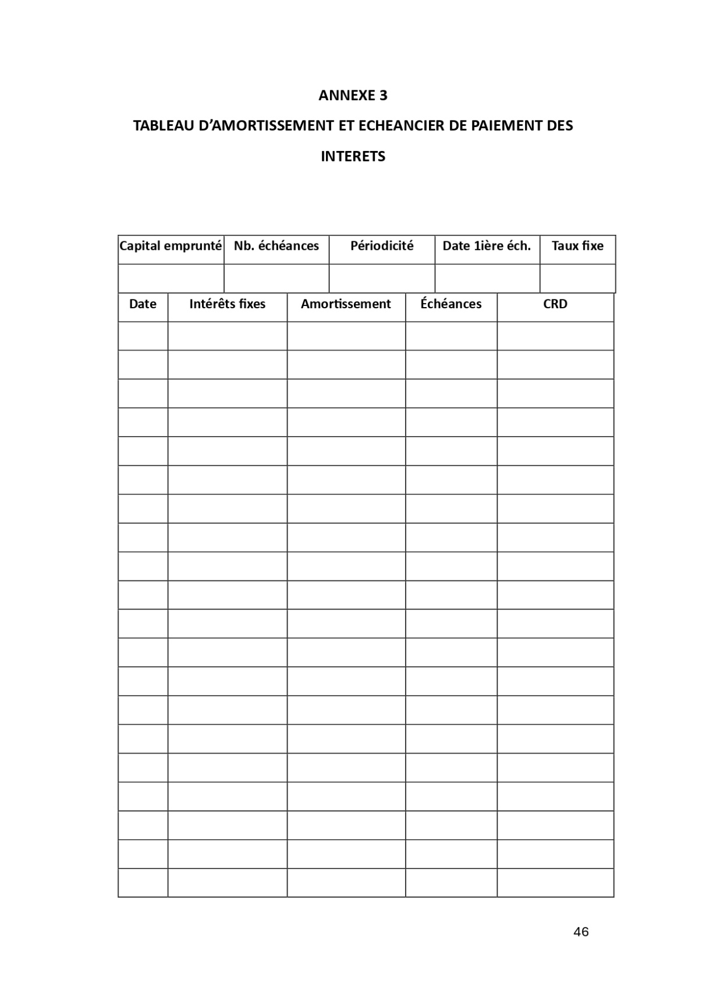 ANNEXE 3
TABLEAU D’AMORTISSEMENT ET ECHEANCIER DE PAIEMENT DES
INTERETS
Capital emprunté Nb. échéances Périodicité Date 1ière éch. Taux fixe
Date Intérêts fixes Amortissement Échéances CRD
46